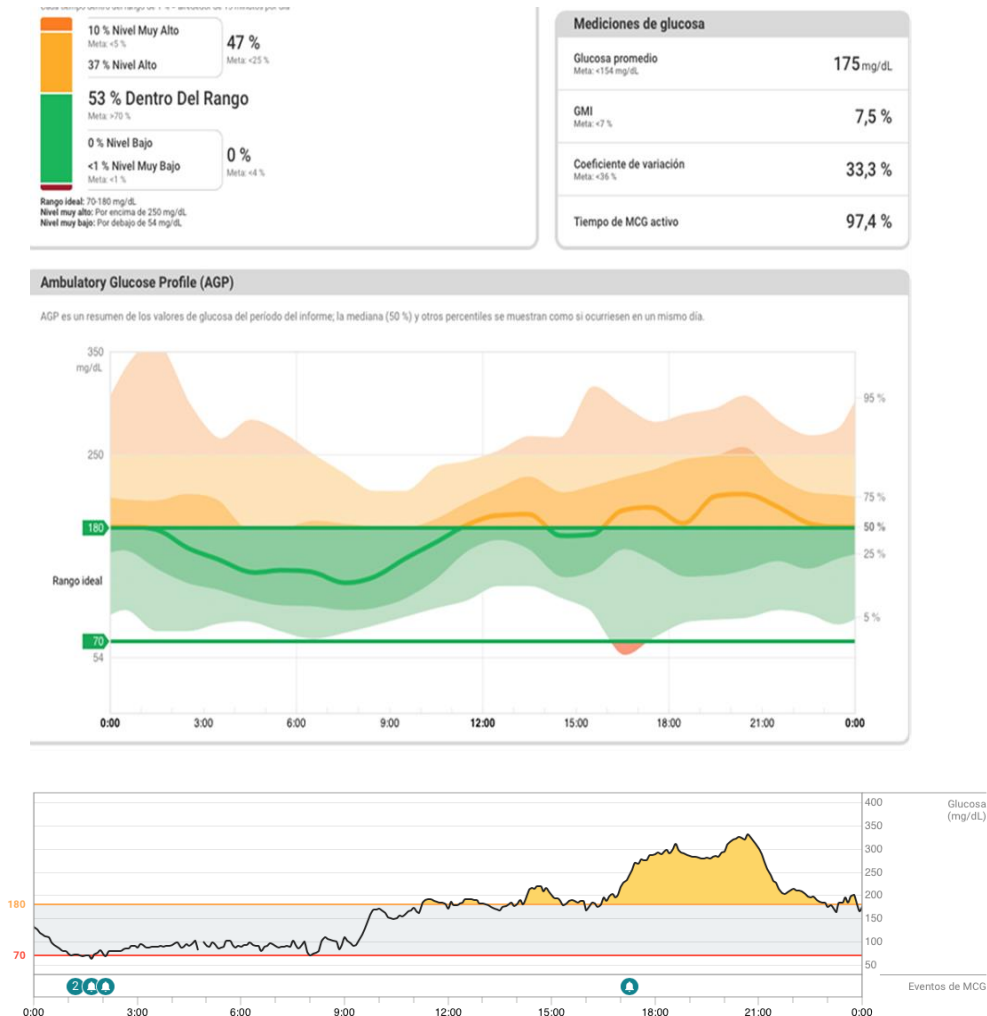 10 % Nivel Muy Alto
Meta: <5 %
37 % Nivel Alto
47 %
Meta: <25 %
53 % Dentro Del Rango
Meta: >70 %
0 % Nivel Bajo
<1 % Nivel Muy Bajo
Meta: <1 %
0 %
Meta: <4 %
Rango ideal: 70-180 mg/dL
Nivel muy alto: Por encima de 250 mg/dL
Nivel muy bajo: Por debajo de 54 mg/dL
Mediciones de glucosa
Glucosa promedio
Meta: <154 mg/dL
175 mg/dL
GMI
Meta: <7 %
7,5 %
Coeficiente de variación
Meta: <36 %
33,3 %
Tiempo de MCG activo
97,4 %
Ambulatory Glucose Profile (AGP)
AGP es un resumen de los valores de glucosa del período del informe; la mediana (50 %) y otros percentiles se muestran como si ocurriesen en un mismo día.
350
mg/dL
250
180
Rango ideal
70
54
95 %
75 %
50 %
25 %
5 %
0:00 3:00 6:00 9:00 12:00 15:00 18:00 21:00 0:00
400
350
300
250
200
150
100
50
Glucosa
(mg/dL)
180
70
2
Eventos de MCG
0:00 3:00 6:00 9:00 12:00 15:00 18:00 21:00 0:00